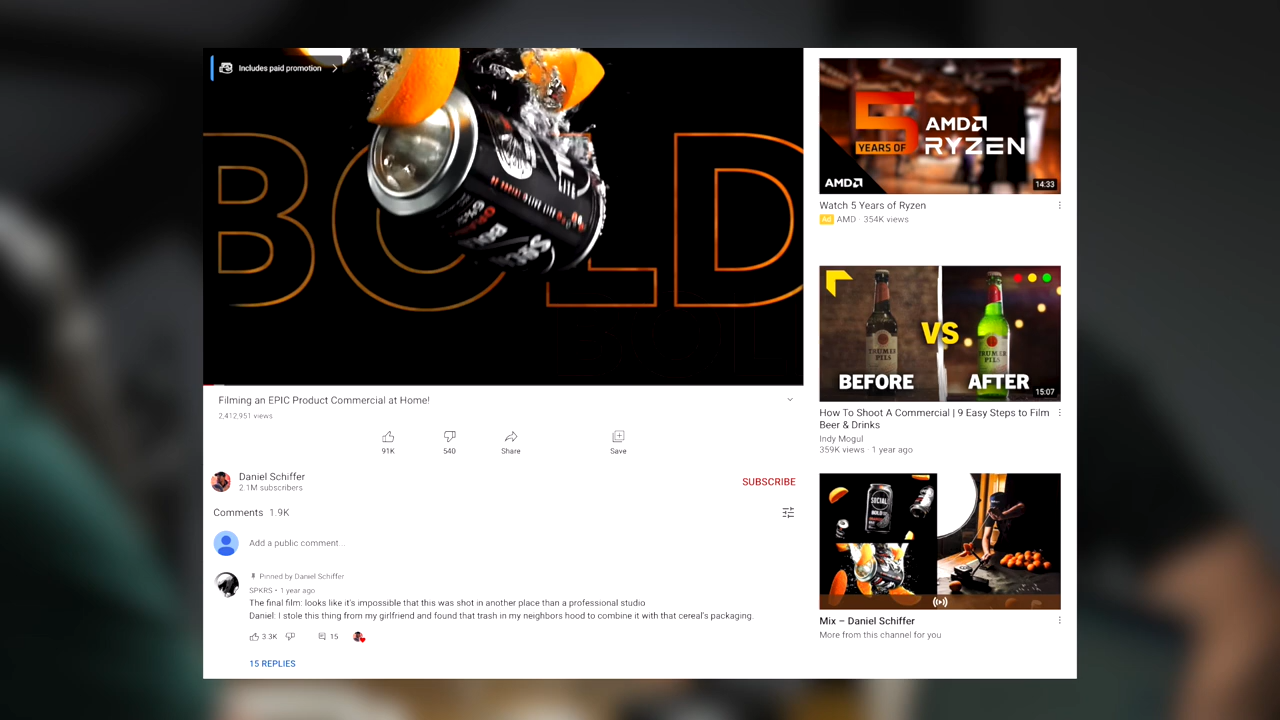 Includes paid promotion
BOLD
Filming an EPIC Product Commercial at Home!
2,412,951 views
91K
540
Share
Save
Daniel Schiffer
2.1M subscribers
SUBSCRIBE
Comments 1.9K
Add a public comment...
Pinned by Daniel Schiffer
SPKRS • 1 year ago
The final film: looks like it's impossible that this was shot in another place than a professional studio
Daniel: I stole this thing from my girlfriend and found that trash in my neighbors hood to combine it with that cereal's packaging.
3.3K
15
15 REPLIES
5
YEARS OF
AMD
RYZEN
AMD
14:33
Watch 5 Years of Ryzen
Ad AMD · 354K views
TRUMER
PILS
VS
TRUMER
PILS
BEFORE
AFTER
15:07
How To Shoot A Commercial | 9 Easy Steps to Film
Beer & Drinks
Indy Mogul
359K views · 1 year ago
SOCIAL
BOLD
Mix – Daniel Schiffer
More from this channel for you